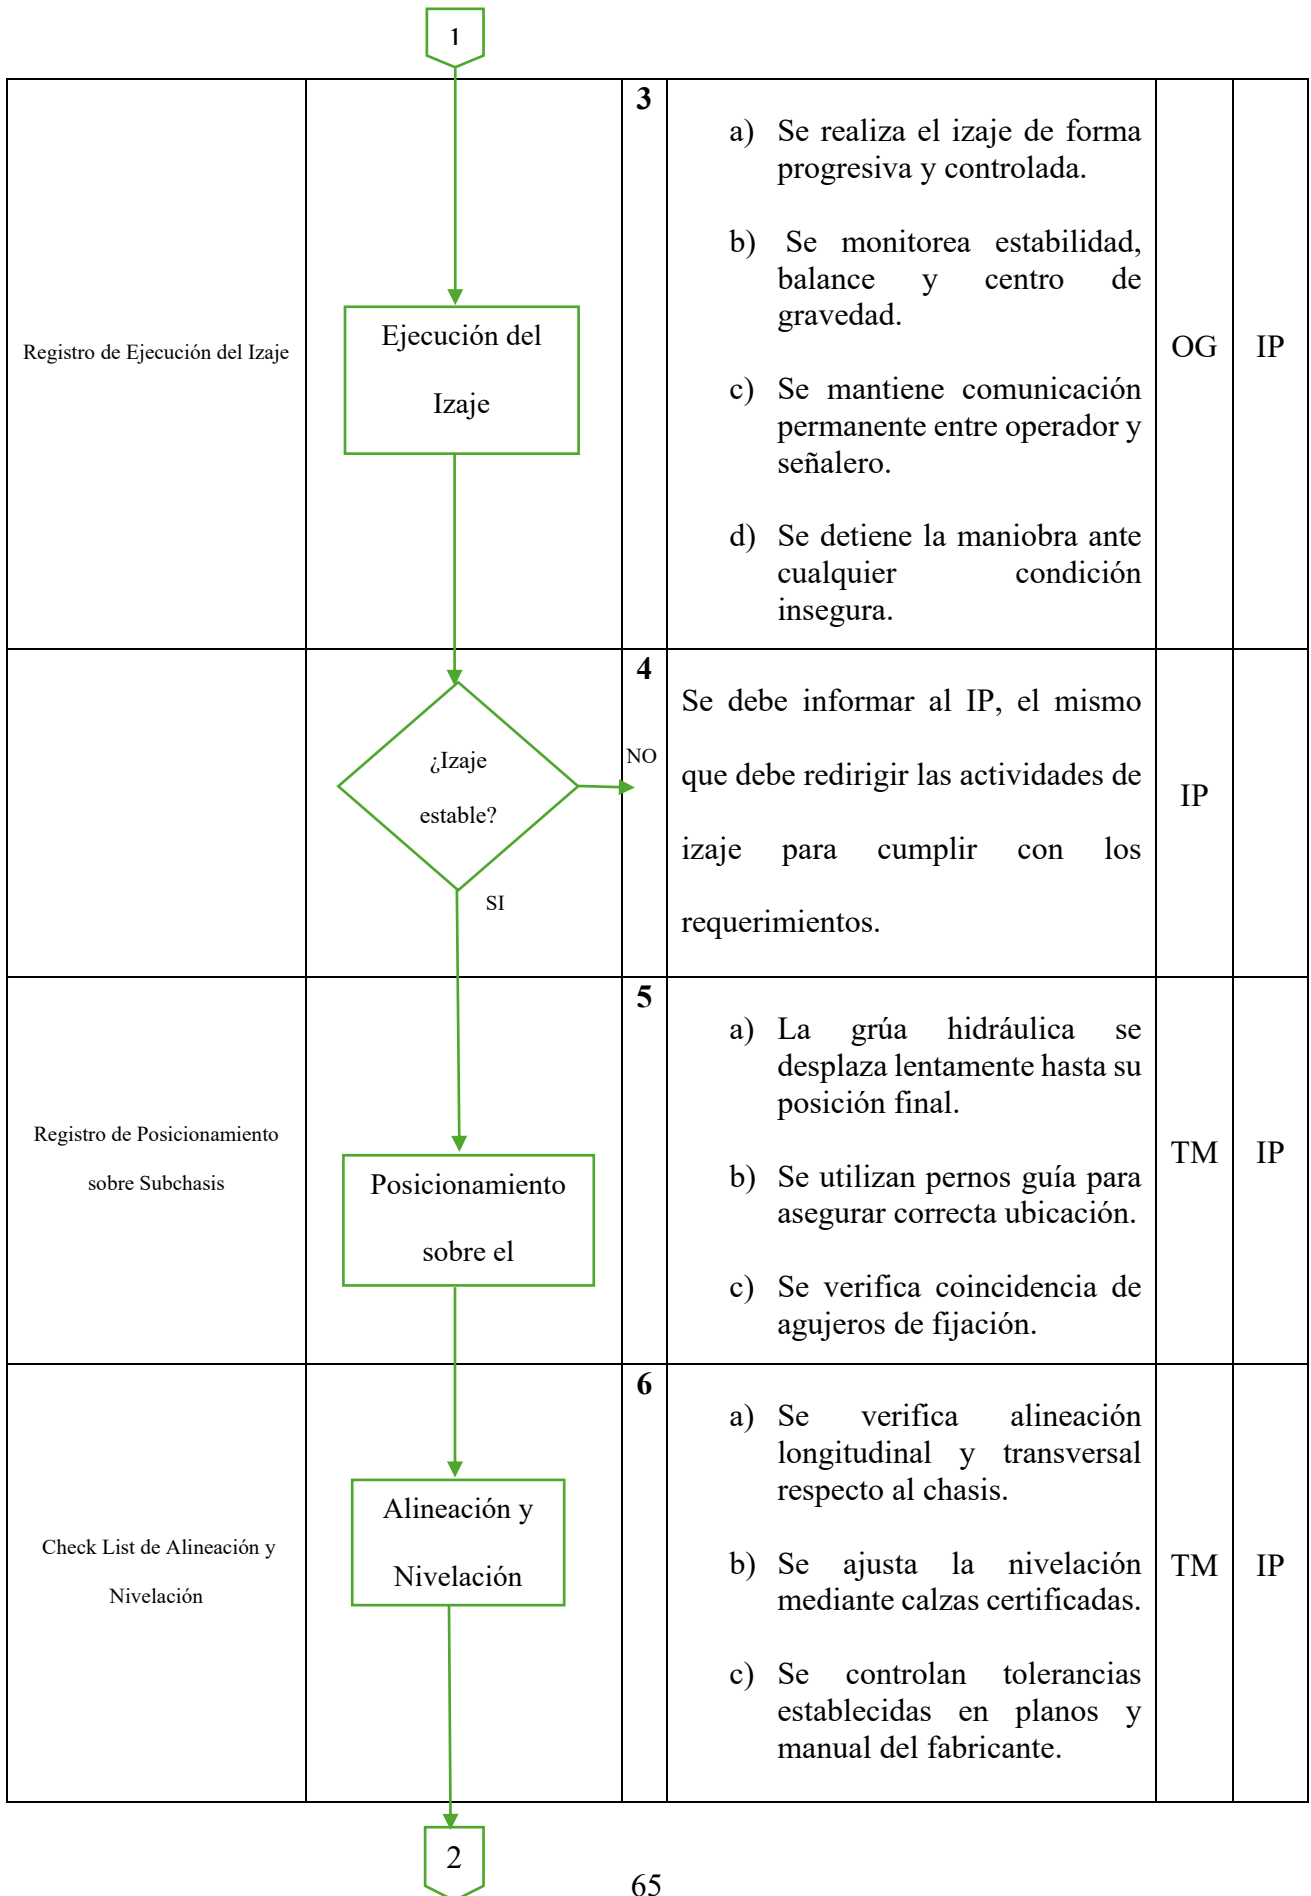 1
3
a) Se realiza el izaje de forma
progresiva y controlada.
b) Se monitorea estabilidad,
balance y centro de
gravedad.
c) Se mantiene comunicación
permanente entre operador y
señalero.
d) Se detiene la maniobra ante
cualquier condición
insegura.
Registro de Ejecución del Izaje
Ejecución del
Izaje
OG
IP
4
¿Izaje
estable?
NO
SI
Se debe informar al IP, el mismo
que debe redirigir las actividades de
izaje para cumplir con los
requerimientos.
IP
5
Registro de Posicionamiento
sobre Subchasis
Posicionamiento
sobre el
a) La grúa hidráulica se
desplaza lentamente hasta su
posición final.
b) Se utilizan pernos guía para
asegurar correcta ubicación.
c) Se verifica coincidencia de
agujeros de fijación.
TM
IP
6
Check List de Alineación y
Nivelación
Alineación y
Nivelación
a) Se verifica alineación
longitudinal y transversal
respecto al chasis.
b) Se ajusta la nivelación
mediante calzas certificadas.
c) Se controlan tolerancias
establecidas en planos y
manual del fabricante.
TM
IP
2
65